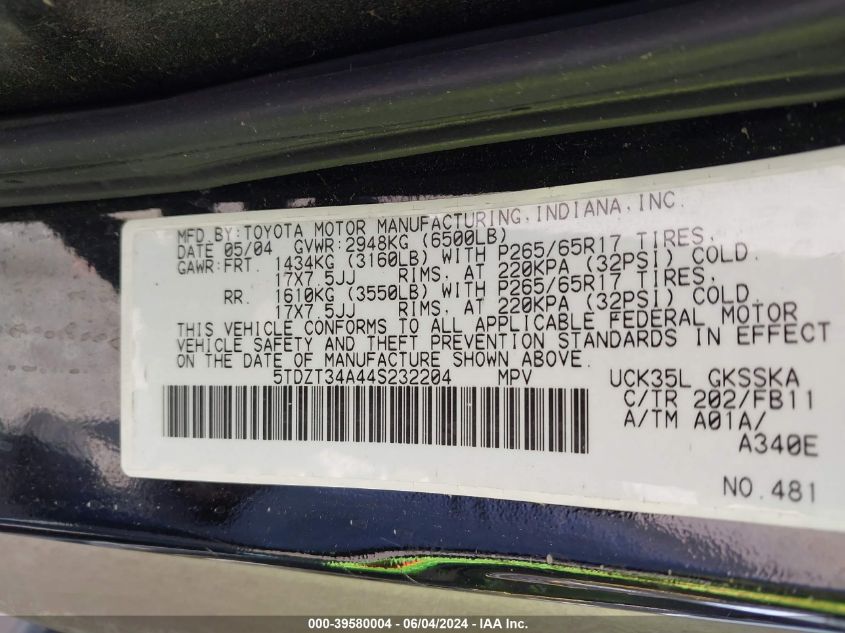 MFD. BY: TOYOTA MOTOR MANUFACTURING, INDIANA, INC.
DATE 05/04 GVWR: 2948KG (6500LB)
GAWR: FRT. 1434KG (3160LB) WITH P265/65R17 TIRES,
17X7.5JJ RIMS, AT 220KPA (32PSI) COLD.
RR. 1610KG (3550LB) WITH P265/65R17 TIRES,
17X7.5JJ RIMS, AT 220KPA (32PSI) COLD.
THIS VEHICLE CONFORMS TO ALL APPLICABLE FEDERAL MOTOR
VEHICLE SAFETY AND THEFT PREVENTION STANDARDS IN EFFECT
ON THE DATE OF MANUFACTURE SHOWN ABOVE.
5TDZT34A44S232204 MPV UCK35L GKSSKA
C/TR 202/FB11
A/TM A01A/
A340E
NO.481
000-39580004 - 06/04/2024 - IAA Inc.